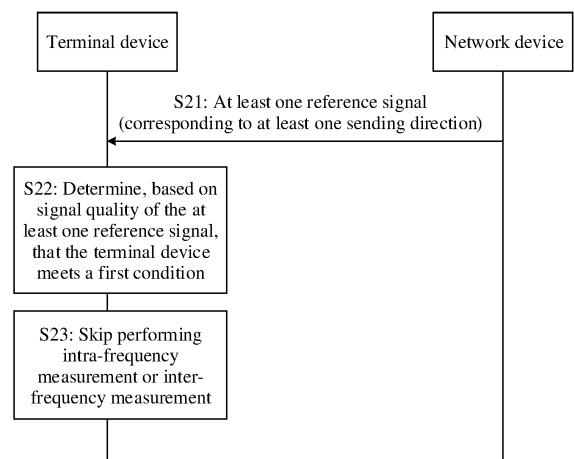 Terminal device
Network device
S21: At least one reference signal
(corresponding to at least one sending direction)
S22: Determine, based on
signal quality of the at
least one reference signal,
that the terminal device
meets a first condition
S23: Skip performing
intra-frequency
measurement or inter-
frequency measurement